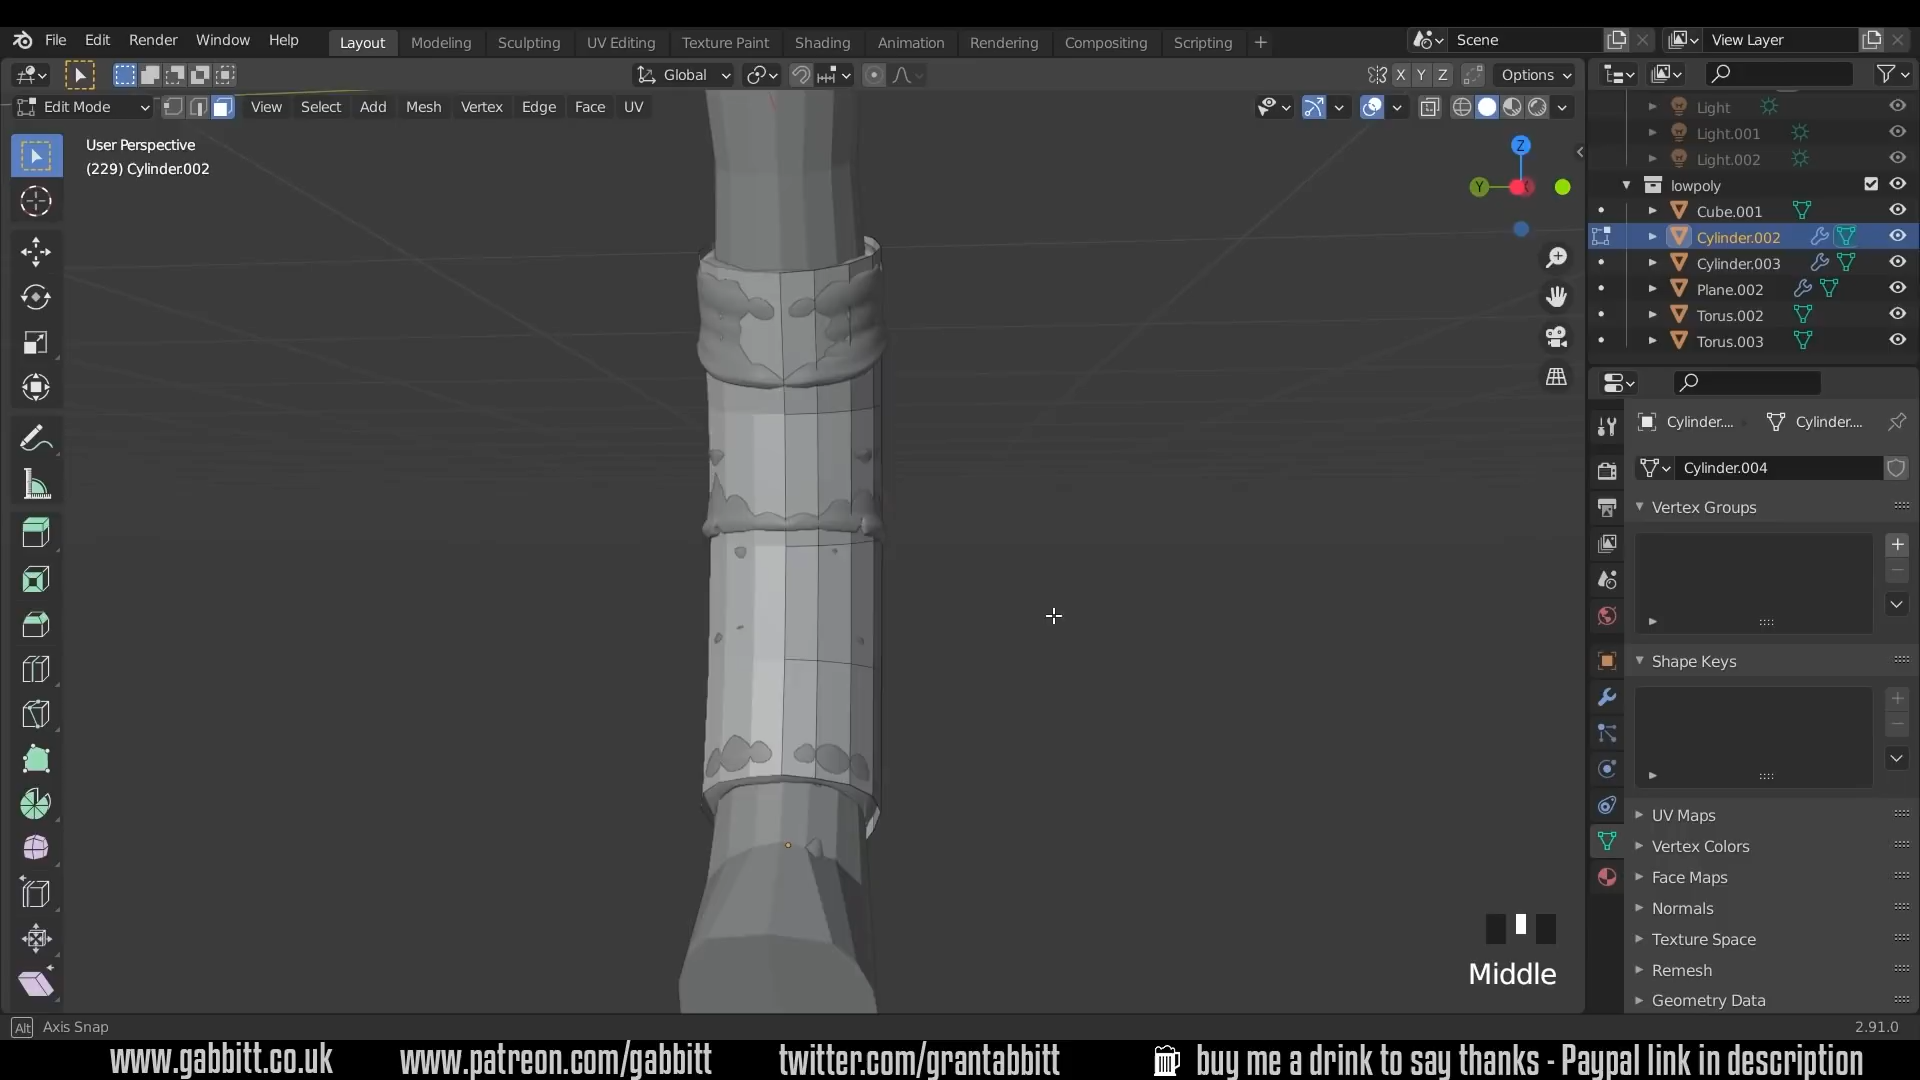 File Edit Render Window Help Layout Modeling Sculpting UV Editing Texture Paint Shading Animation Rendering Compositing Scripting Scene View Layer
Global X Y Z Options
Edit Mode View Select Add Mesh Vertex Edge Face UV
User Perspective
(229) Cylinder.002
Z
Y
Light
Light.001
Light.002
lowpoly
Cube.001
Cylinder.002
Cylinder.003
Plane.002
Torus.002
Torus.003
Cylinder.... Cylinder....
Cylinder.004
Vertex Groups
Shape Keys
UV Maps
Vertex Colors
Face Maps
Normals
Texture Space
Remesh
Geometry Data
Middle
Alt Axis Snap 2.91.0
www.gabbitt.co.uk www.patreon.com/gabbitt twitter.com/grantabbitt buy me a drink to say thanks - Paypal link in description